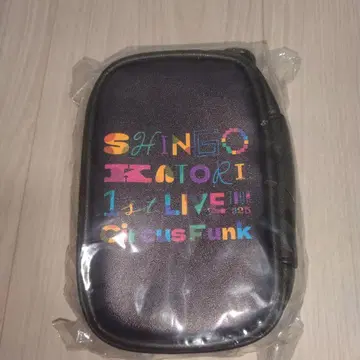 SHINGO
KATORI
1st LIVE
Circus Funk